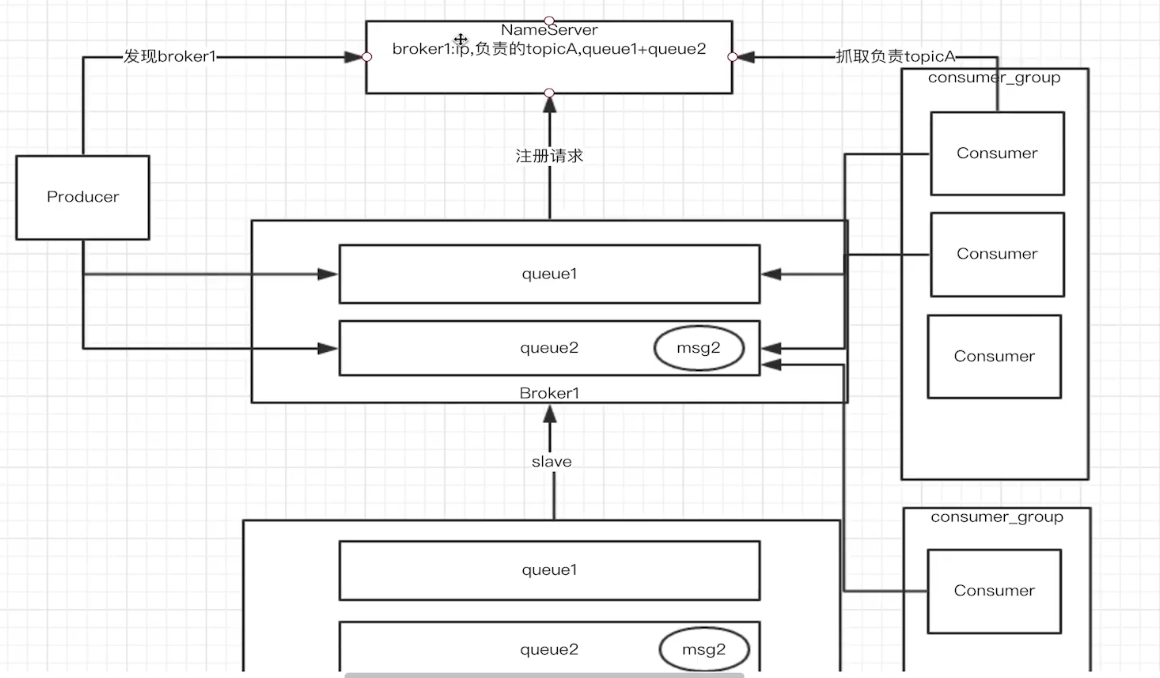 NameServer
broker1:ip,负责的topicA,queue1+queue2
发现broker1
抓取负责topicA
consumer_group
注册请求
Consumer
Producer
Consumer
queue1
queue2
msg2
Consumer
Broker1
slave
consumer_group
queue1
Consumer
queue2
msg2